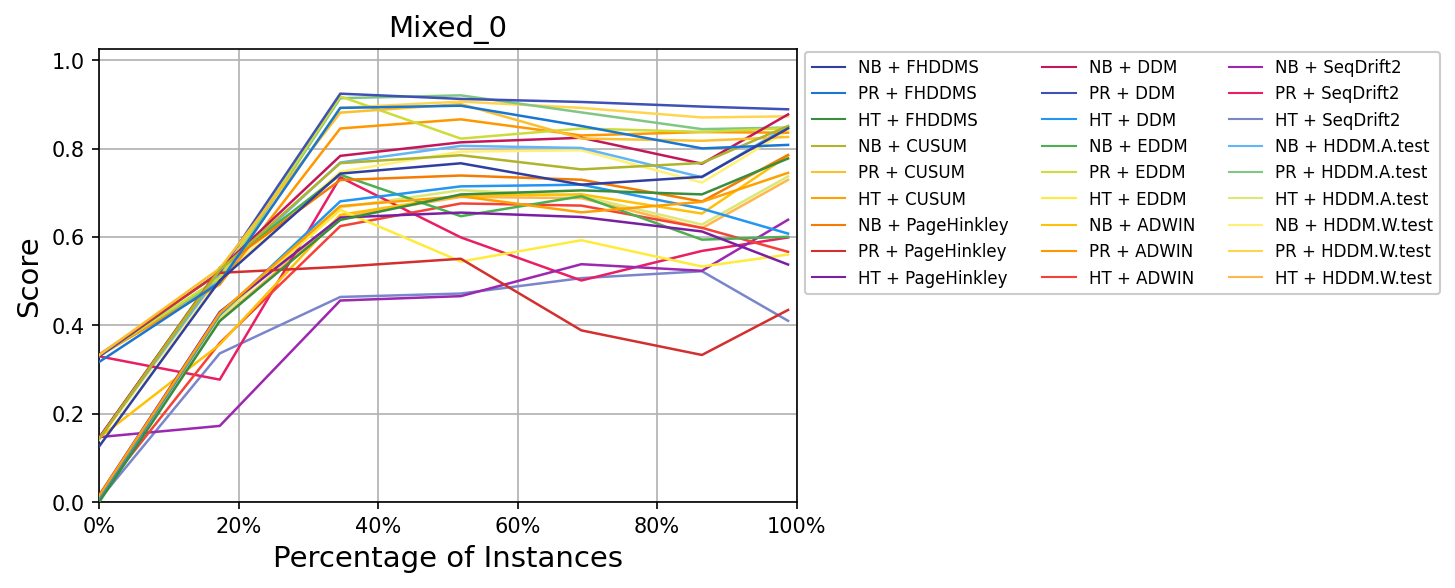 Mixed_0
1.0
0.8
0.6
0.4
0.2
0.0
Score
0%
20%
40%
60%
80%
100%
Percentage of Instances
NB + FHDDMS
PR + FHDDMS
HT + FHDDMS
NB + CUSUM
PR + CUSUM
HT + CUSUM
NB + PageHinkley
PR + PageHinkley
HT + PageHinkley
NB + DDM
PR + DDM
HT + DDM
NB + EDDM
PR + EDDM
HT + EDDM
NB + ADWIN
PR + ADWIN
HT + ADWIN
NB + SeqDrift2
PR + SeqDrift2
HT + SeqDrift2
NB + HDDM.A.test
PR + HDDM.A.test
HT + HDDM.A.test
NB + HDDM.W.test
PR + HDDM.W.test
HT + HDDM.W.test